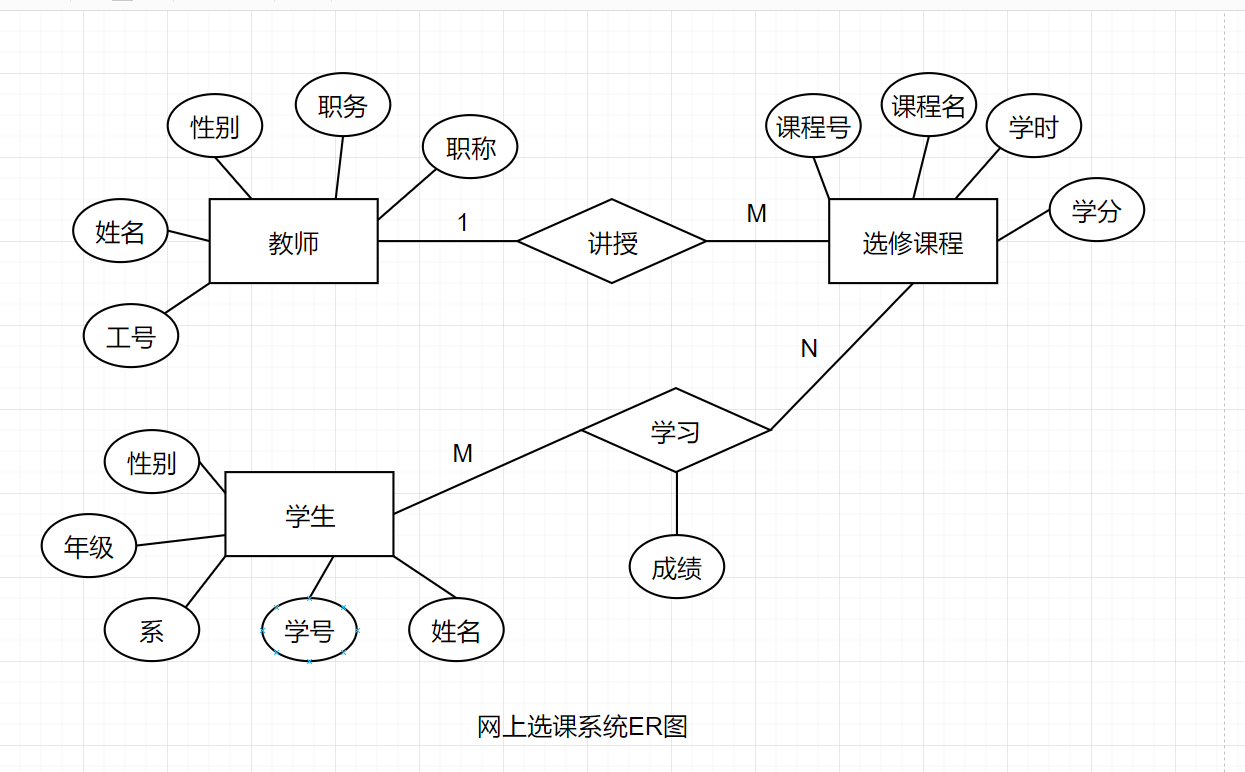 职务
课程名
性别
课程号
学时
职称
学分
1
M
姓名
教师
讲授
选修课程
工号
N
学习
M
性别
学生
年级
成绩
系
学号
姓名
网上选课系统ER图